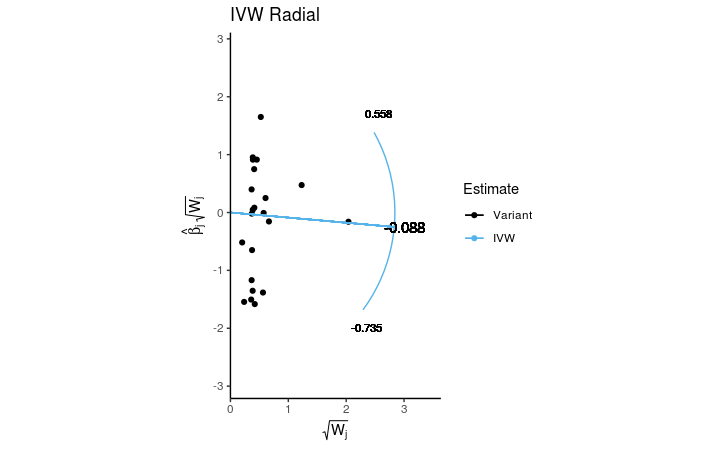 IVW Radial
3
2
1
0
-1
-2
-3
β̂ⱼ√Wⱼ
0.558
-0.088
-0.735
0 1 2 3
√Wⱼ
Estimate
Variant
IVW